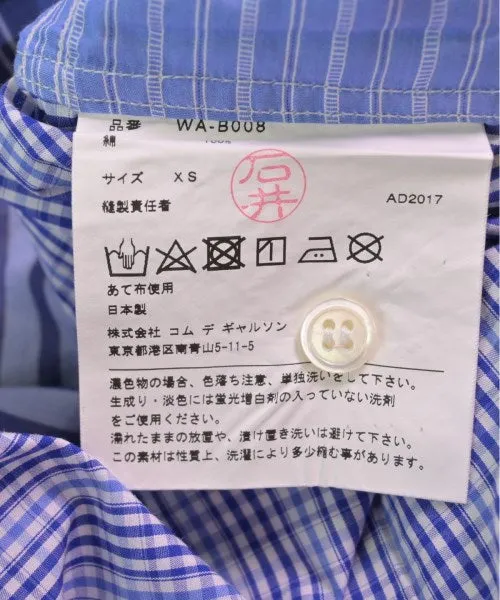 品番 WA-B008
綿 100%
サイズ XS
縫製責任者
石井
AD2017
あて布使用
日本製
株式会社 コム デ ギャルソン
東京都港区南青山5-11-5
濃色物の場合、色落ち注意、単独洗いをして下さい。
生成り・淡色には蛍光増白剤の入っていない洗剤
をご使用ください。
濡れたままの放置や、漬け置き洗いは避けて下さい。
この素材は性質上、洗濯により多少縮む事があります。